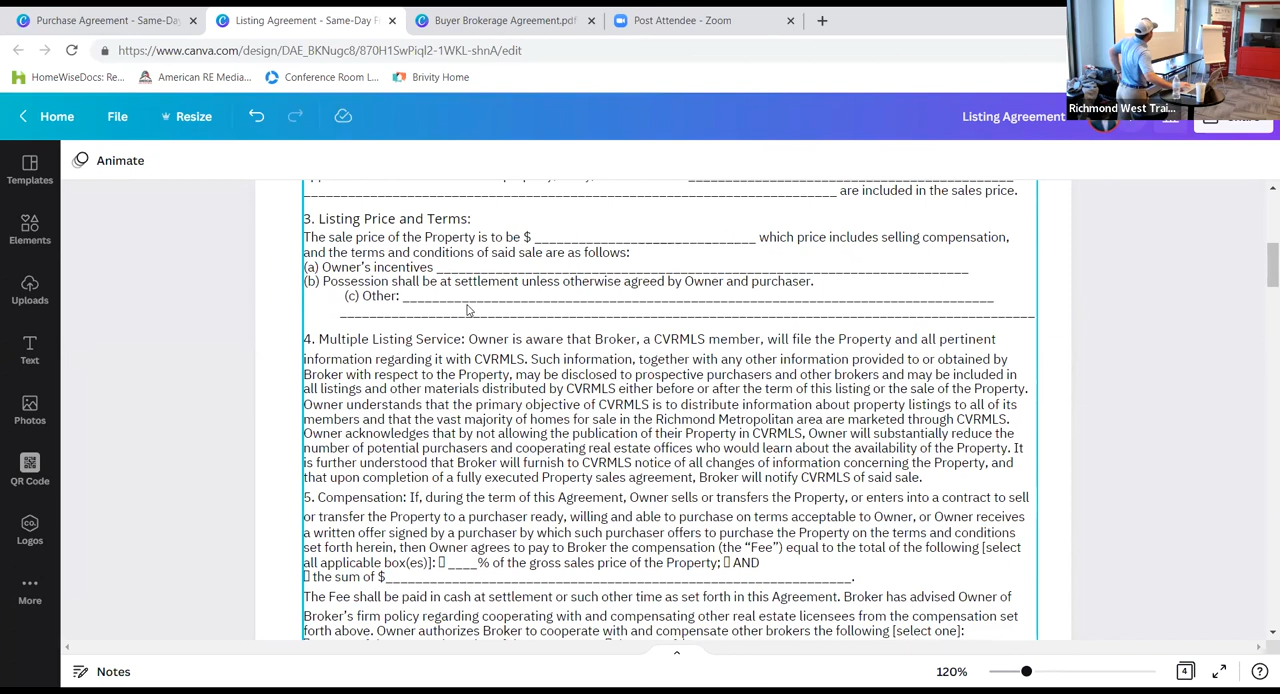 Purchase Agreement - Same-Day
Listing Agreement - Same-Day F
Buyer Brokerage Agreement.pdf
Post Attendee - Zoom
https://www.canva.com/design/DAE_BKNugc8/870H1SwPiqI2-1WKL-shnA/edit
HomeWiseDocs: Re...
American RE Media...
Conference Room L...
Brivity Home
Richmond West Trai...
Home
File
Resize
Listing Agreement
Animate
Templates
Elements
Uploads
Text
Photos
QR Code
Logos
More
are included in the sales price.
3. Listing Price and Terms:
The sale price of the Property is to be $ ______________________________ which price includes selling compensation,
and the terms and conditions of said sale are as follows:
(a) Owner's incentives ________________________________________________________________________
(b) Possession shall be at settlement unless otherwise agreed by Owner and purchaser.
(c) Other: ________________________________________________________________________________
4. Multiple Listing Service: Owner is aware that Broker, a CVRMLS member, will file the Property and all pertinent
information regarding it with CVRMLS. Such information, together with any other information provided to or obtained by
Broker with respect to the Property, may be disclosed to prospective purchasers and other brokers and may be included in
all listings and other materials distributed by CVRMLS either before or after the term of this listing or the sale of the Property.
Owner understands that the primary objective of CVRMLS is to distribute information about property listings to all of its
members and that the vast majority of homes for sale in the Richmond Metropolitan area are marketed through CVRMLS.
Owner acknowledges that by not allowing the publication of their Property in CVRMLS, Owner will substantially reduce the
number of potential purchasers and cooperating real estate offices who would learn about the availability of the Property. It
is further understood that Broker will furnish to CVRMLS notice of all changes of information concerning the Property, and
that upon completion of a fully executed Property sales agreement, Broker will notify CVRMLS of said sale.
5. Compensation: If, during the term of this Agreement, Owner sells or transfers the Property, or enters into a contract to sell
or transfer the Property to a purchaser ready, willing and able to purchase on terms acceptable to Owner, or Owner receives
a written offer signed by a purchaser by which such purchaser offers to purchase the Property on the terms and conditions
set forth herein, then Owner agrees to pay to Broker the compensation (the “Fee”) equal to the total of the following [select
all applicable box(es)]: ▯ ____% of the gross sales price of the Property; ▯ AND
▯ the sum of $______________________________________________________________.
The Fee shall be paid in cash at settlement or such other time as set forth in this Agreement. Broker has advised Owner of
Broker's firm policy regarding cooperating with and compensating other real estate licensees from the compensation set
forth above. Owner authorizes Broker to cooperate with and compensate other brokers the following [select one]:
Notes
120%
4